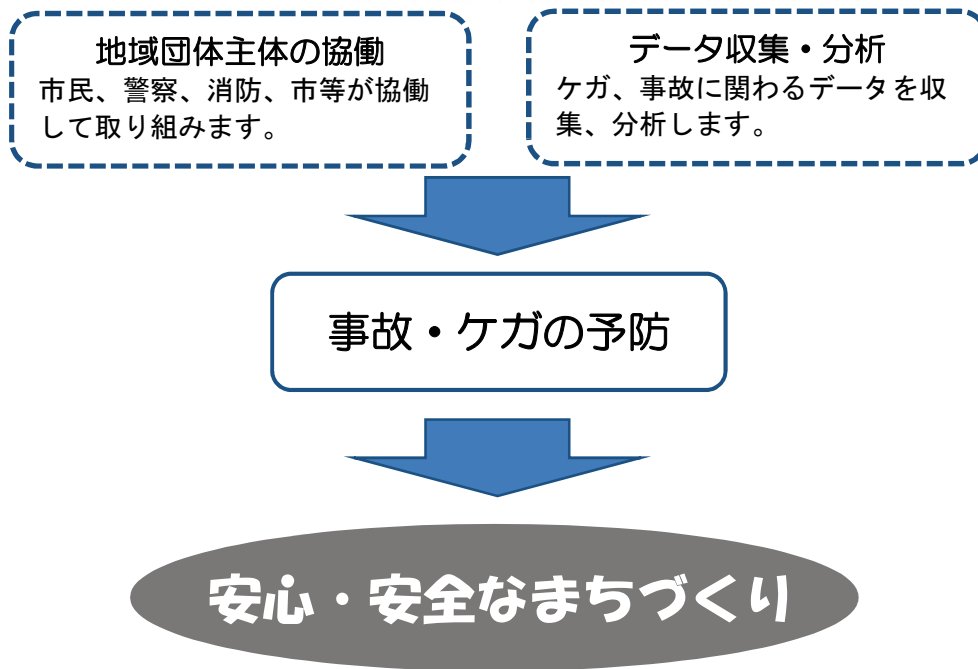 地域団体主体の協働
市民、警察、消防、市等が協働
して取り組みます。
データ収集・分析
ケガ、事故に関わるデータを収
集、分析します。
事故・ケガの予防
安心・安全なまちづくり